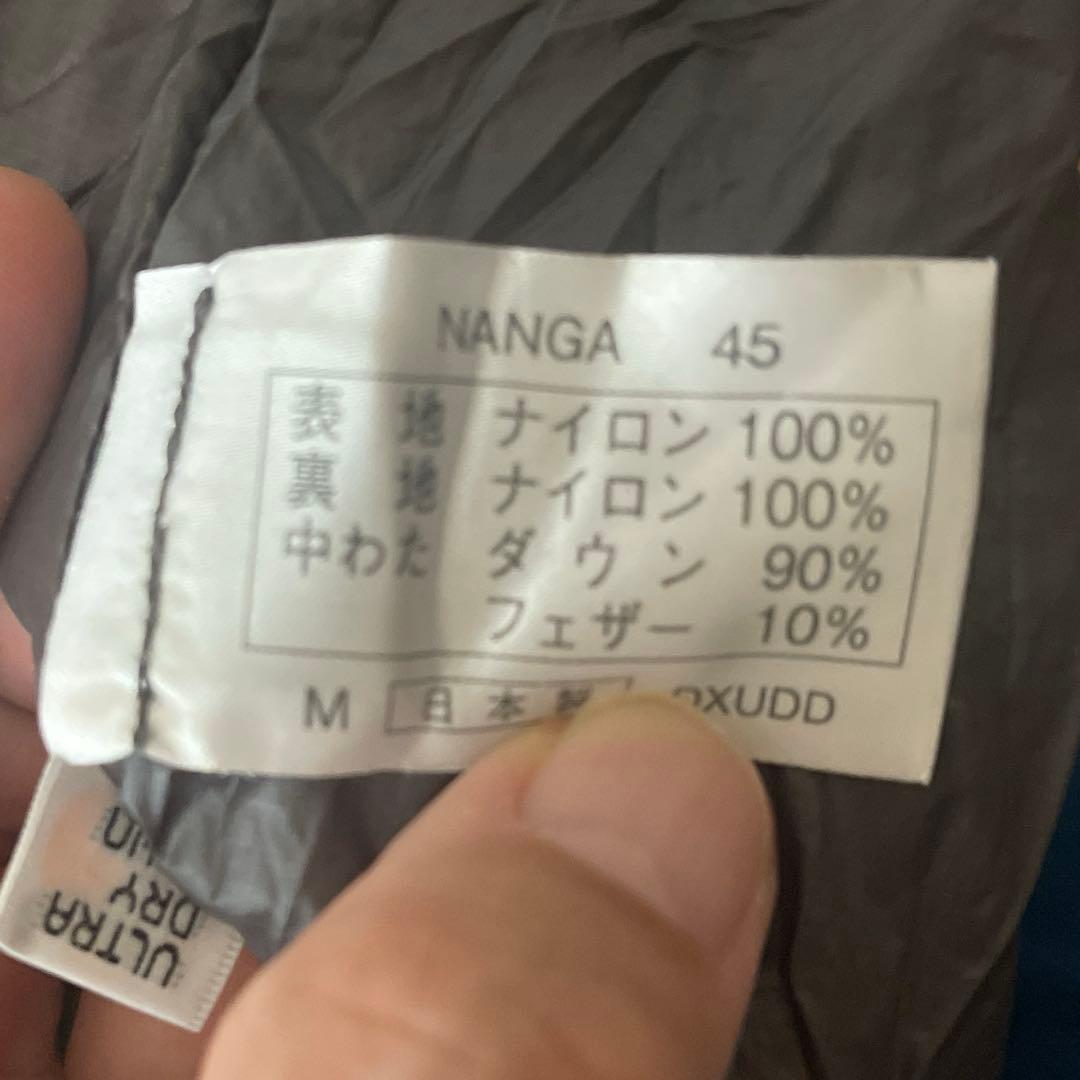 NANGA 45
表 地 ナイロン 100%
裏 地 ナイロン 100%
中わた ダ ウ ン 90%
フェザー 10%
M 日 本 製 XUDD
ULTRA
DRY